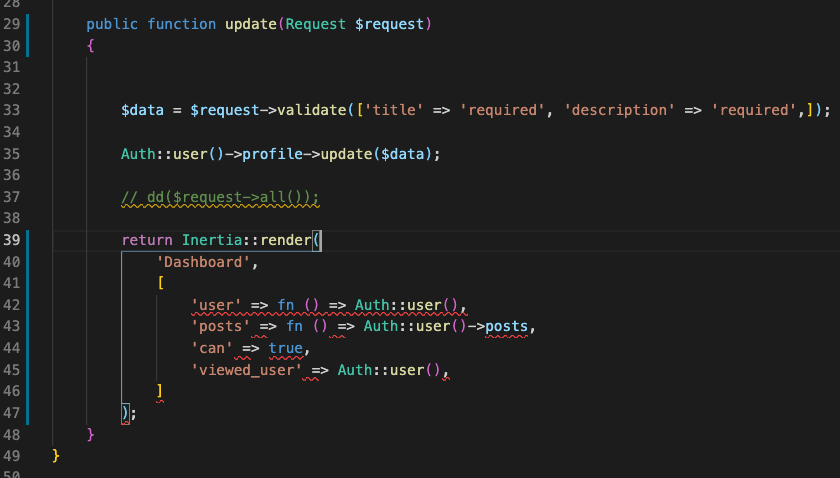 28
29 public function update(Request $request)
30 {
31
32
33 $data = $request->validate(['title' => 'required', 'description' => 'required',]);
34
35 Auth::user()->profile->update($data);
36
37 // dd($request->all());
38
39 return Inertia::render(
40 'Dashboard',
41 [
42 'user' => fn () => Auth::user(),
43 'posts' => fn () => Auth::user()->posts,
44 'can' => true,
45 'viewed_user' => Auth::user(),
46 ]
47 );
48 }
49 }
50